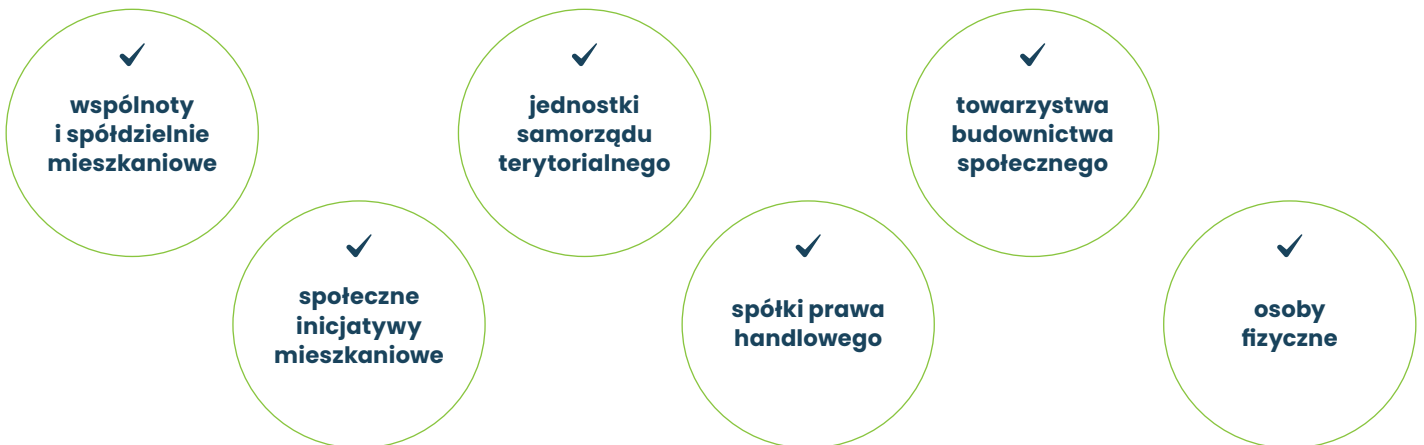 wspólnoty
i spółdzielnie
mieszkaniowe
społeczne
inicjatywy
mieszkaniowe
jednostki
samorządu
terytorialnego
spółki prawa
handlowego
towarzystwa
budownictwa
społecznego
osoby
fizyczne